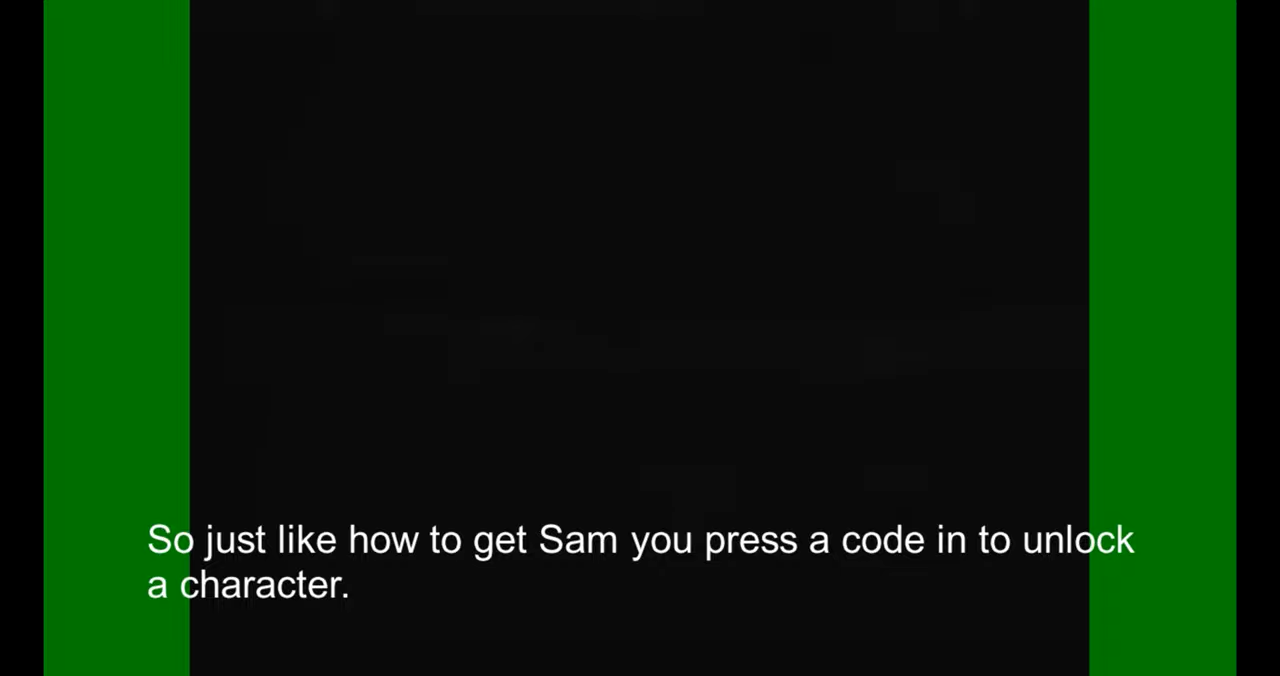 So just like how to get Sam you press a code in to unlock
a character.